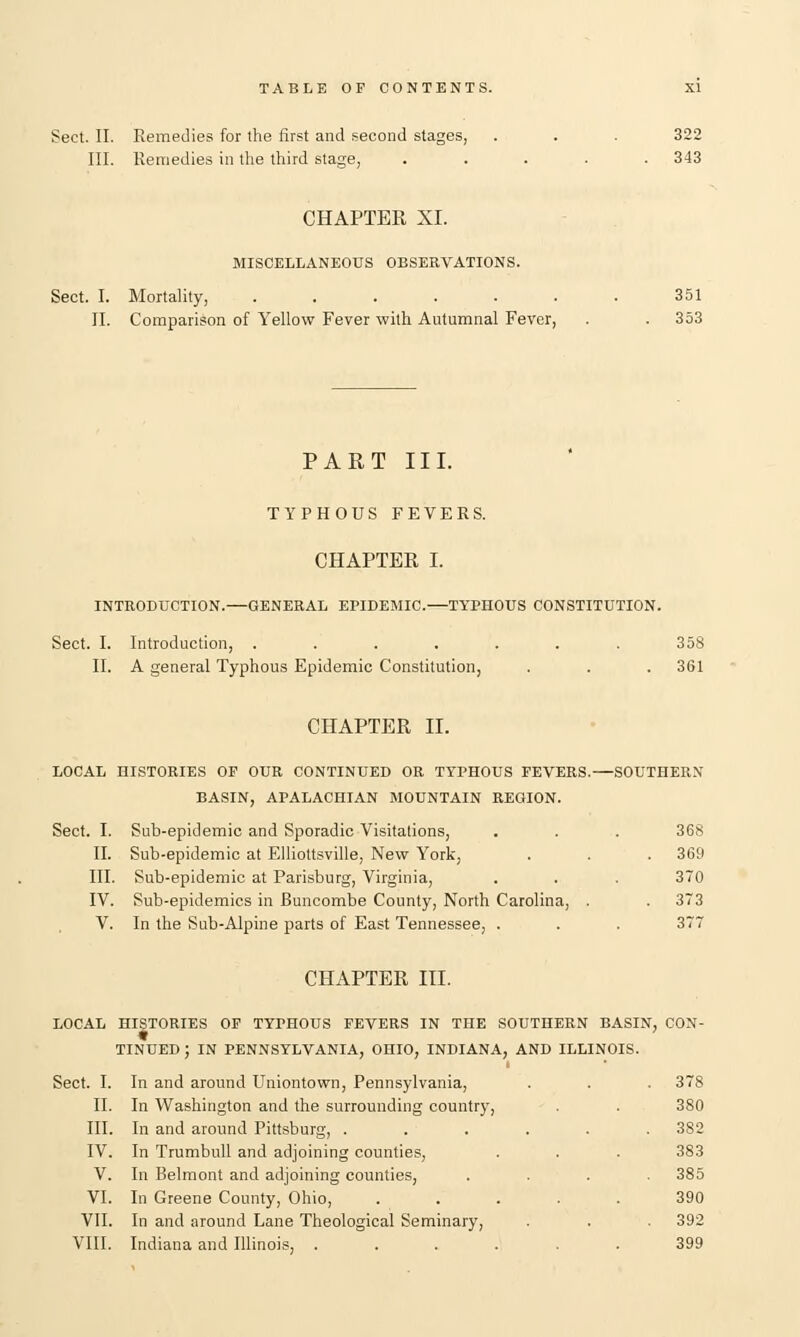 TABLE OF CONTENTS. xi
Sect. II. Remedies for the first and second stages, . . . 322
III. Remedies in the third stage, . . . . . 343
CHAPTER XI.
MISCELLANEOUS OBSERVATIONS.
Sect. I. Mortality, . . . . . . . 351
II. Comparison of Yellow Fever with Autumnal Fever, . . 353
PART III.
TYPHOUS FEVERS.
CHAPTER I.
INTRODUCTION.—GENERAL EPIDEMIC.—TYPHOUS CONSTITUTION.
Sect. I. Introduction, . . . . . . . 358
II. A general Typhous Epidemic Constitution, . . . 361
CHAPTER II.
LOCAL HISTORIES OF OUR CONTINUED OR TYPHOUS FEVERS.—SOUTHERN
BASIN, APALACHIAN MOUNTAIN REGION.
Sect. I. Sub-epidemic and Sporadic Visitations, . . . 368
II. Sub-epidemic at Elliottsville, New York, . . . 369
III. Sub-epidemic at Parisburg, Virginia, . . . 370
IV. Sub-epidemics in Buncombe County, North Carolina, . . 373
V. In the Sub-Alpine parts of East Tennessee, . . . 377
CHAPTER III.
LOCAL HISTORIES OF TYPHOUS FEVERS IN THE SOUTHERN BASIN, CON-
TINUED; IN PENNSYLVANIA, OHIO, INDIANA, AND ILLINOIS.
Sect. I. In and around Uniontown, Pennsylvania, . . . 378
II. In Washington and the surrounding country, . . 380
III. In and around Pittsburg, . . . . . . 382
IV. In Trumbull and adjoining counties, . . . 383
V. In Belmont and adjoining counties, . . . . 385
VI. In Greene County, Ohio, . . . . . 390
VII. In and around Lane Theological Seminary, . . . 392
VIII. Indiana and Illinois, . . . . . . 399